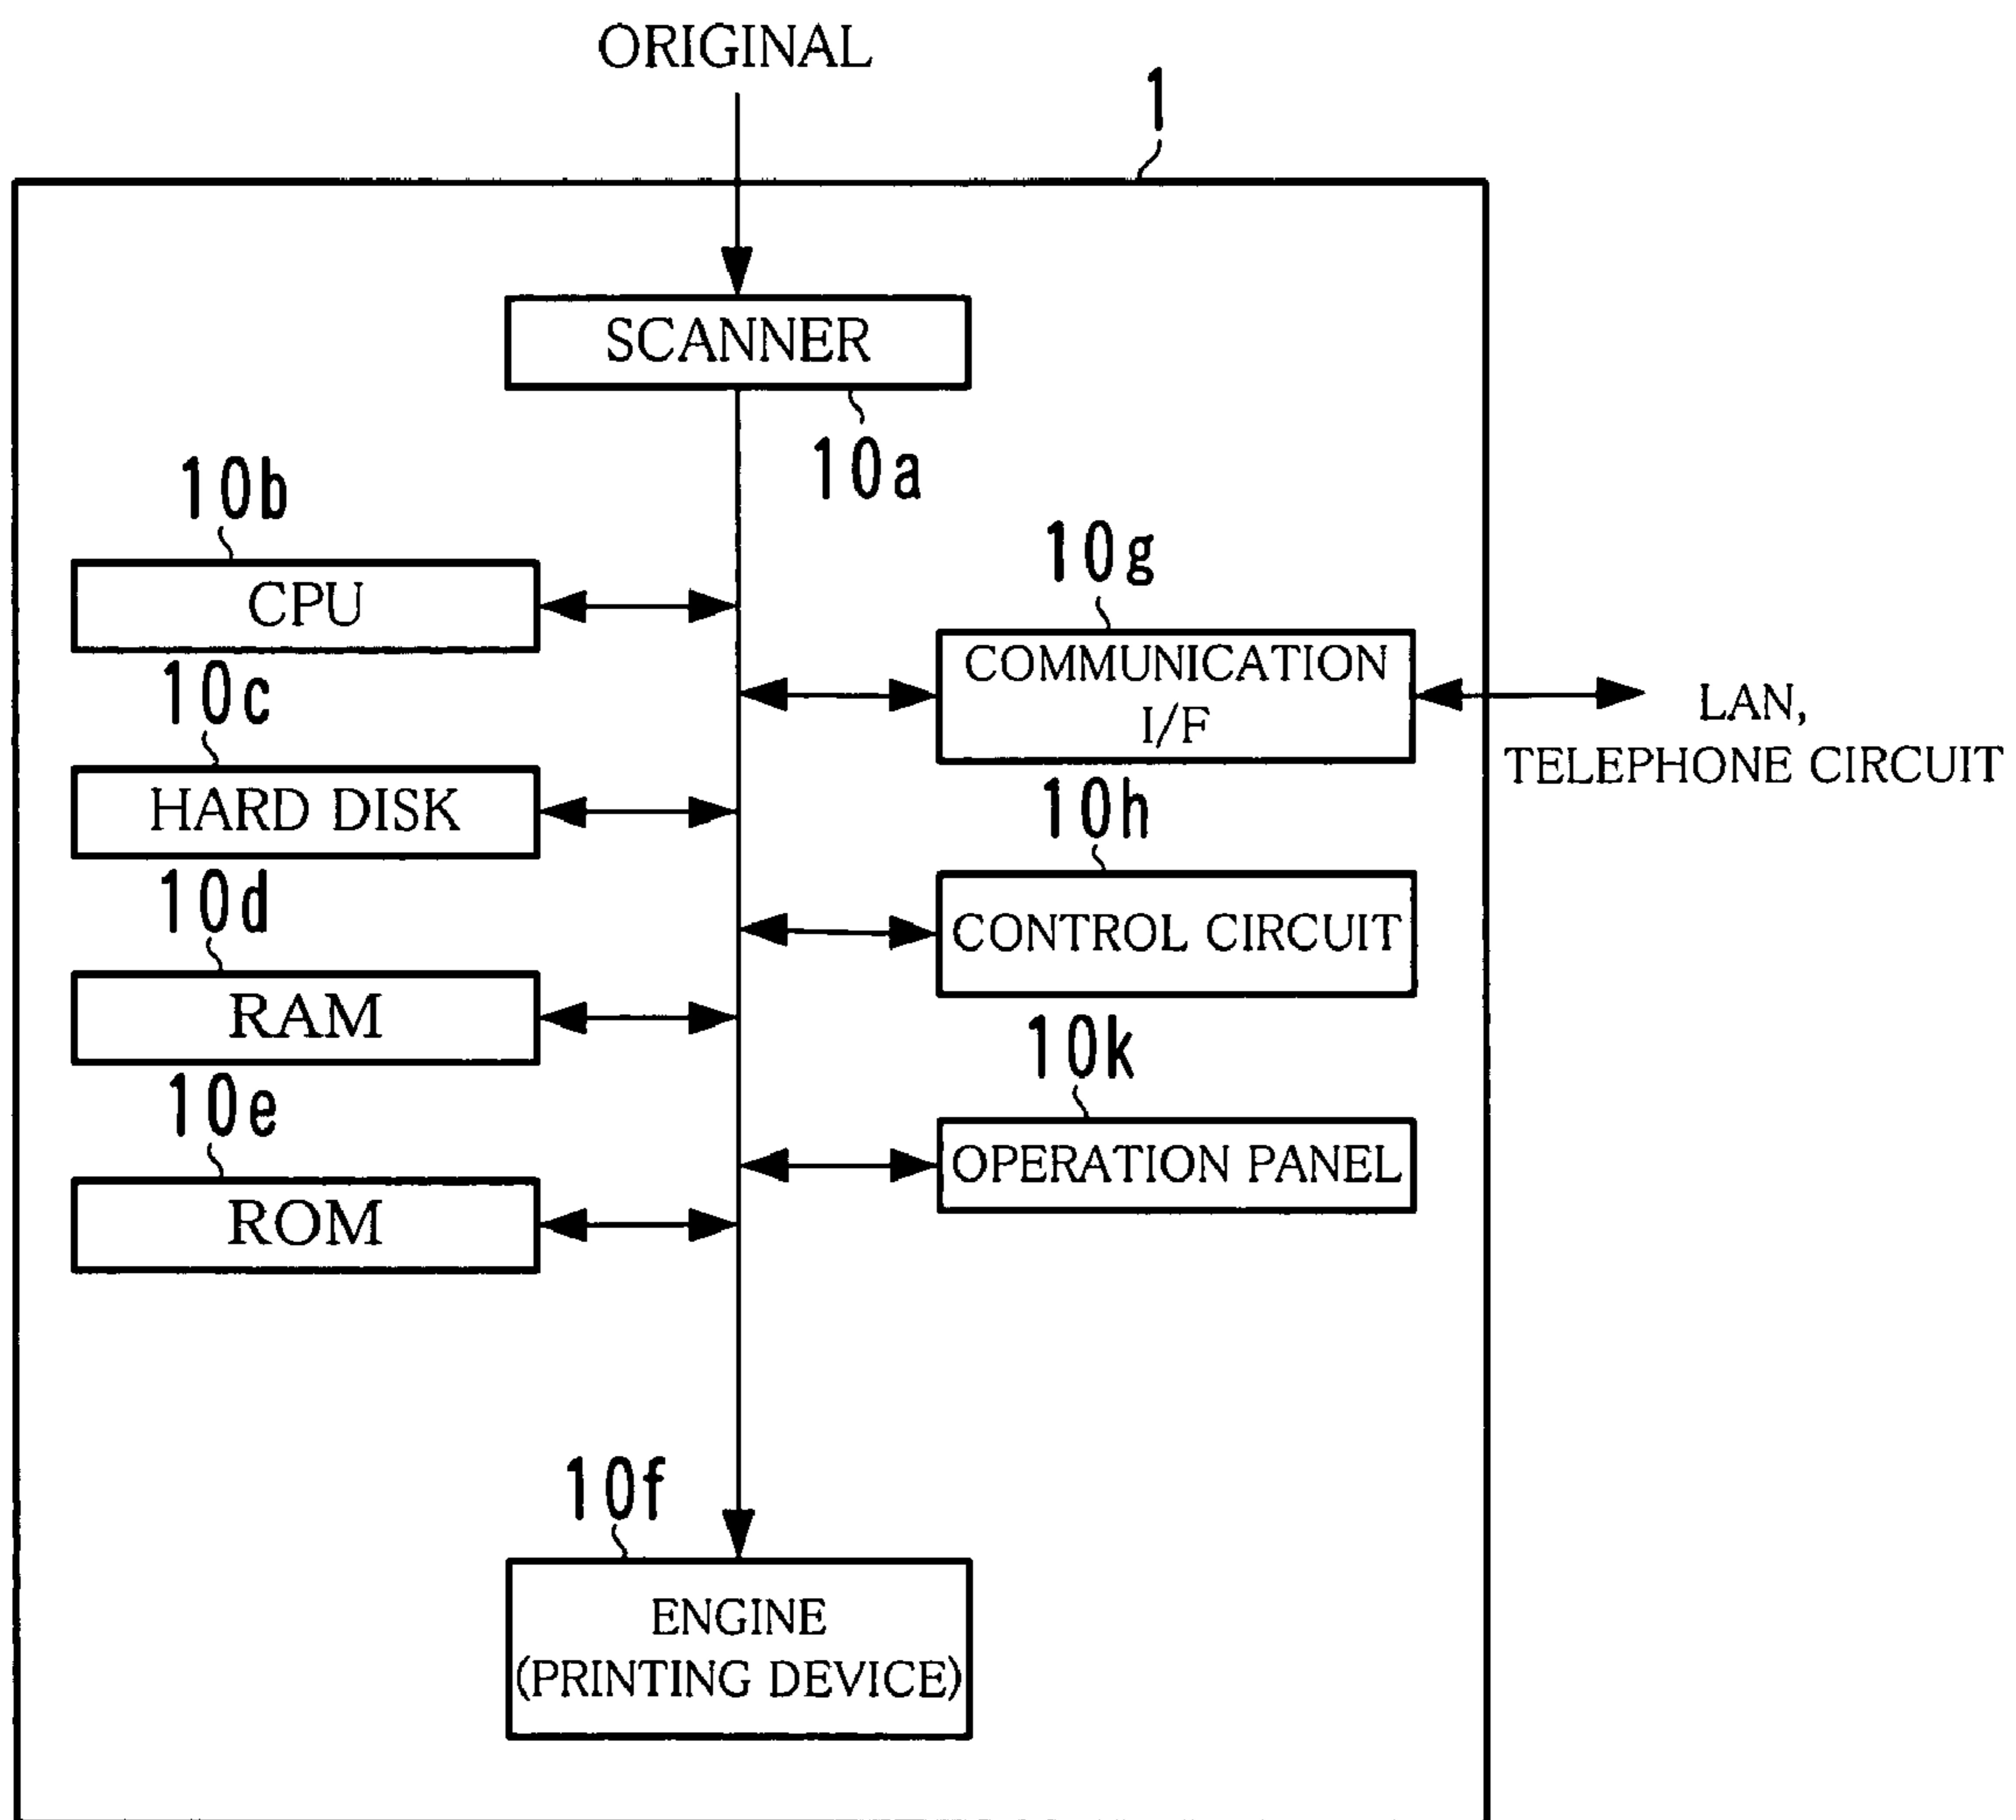 ORIGINAL
1
SCANNER
10a
10b
CPU
10g
COMMUNICATION
I/F
LAN,
TELEPHONE CIRCUIT
10c
HARD DISK
10h
CONTROL CIRCUIT
10d
RAM
10k
OPERATION PANEL
10e
ROM
10f
ENGINE
(PRINTING DEVICE)